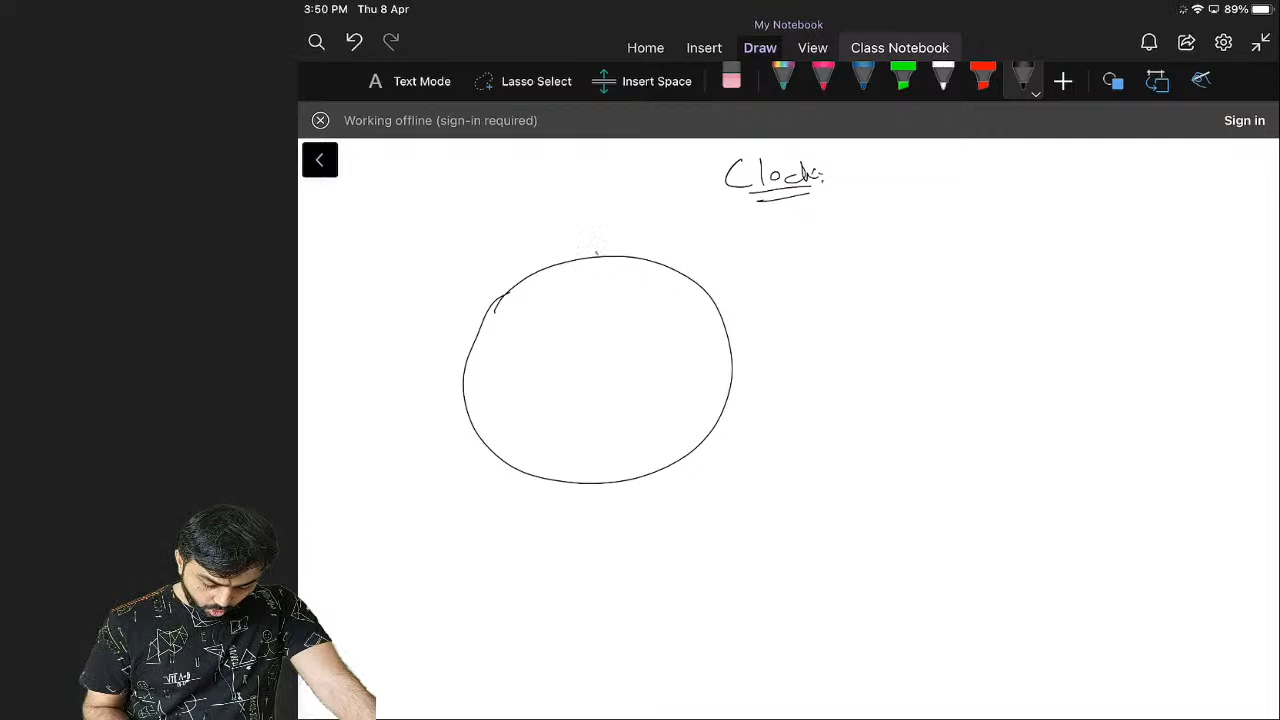 3:50 PM Thu 8 Apr
89%
My Notebook
Home Insert Draw View Class Notebook
A Text Mode Lasso Select Insert Space
Working offline (sign-in required) Sign in
Clocks